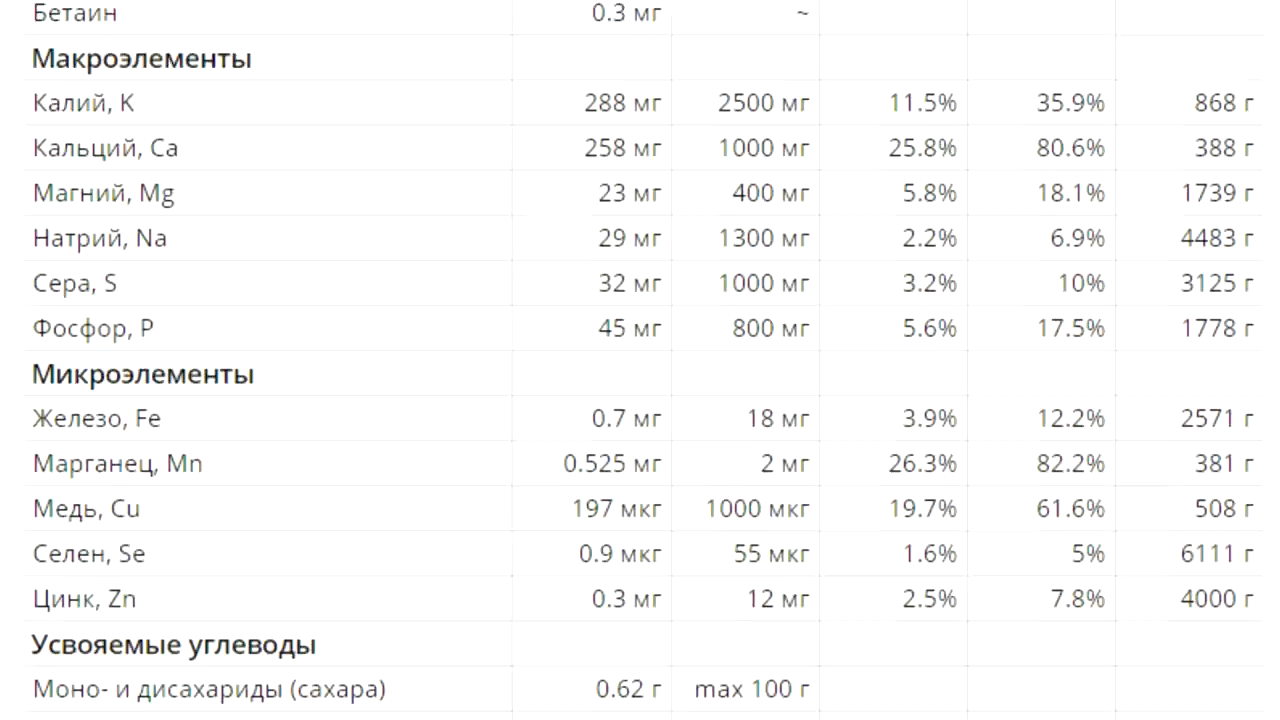 Бетаин 0.3 мг ~
Макроэлементы
Калий, K 288 мг 2500 мг 11.5% 35.9% 868 г
Кальций, Ca 258 мг 1000 мг 25.8% 80.6% 388 г
Магний, Mg 23 мг 400 мг 5.8% 18.1% 1739 г
Натрий, Na 29 мг 1300 мг 2.2% 6.9% 4483 г
Сера, S 32 мг 1000 мг 3.2% 10% 3125 г
Фосфор, P 45 мг 800 мг 5.6% 17.5% 1778 г
Микроэлементы
Железо, Fe 0.7 мг 18 мг 3.9% 12.2% 2571 г
Марганец, Mn 0.525 мг 2 мг 26.3% 82.2% 381 г
Медь, Cu 197 мкг 1000 мкг 19.7% 61.6% 508 г
Селен, Se 0.9 мкг 55 мкг 1.6% 5% 6111 г
Цинк, Zn 0.3 мг 12 мг 2.5% 7.8% 4000 г
Усвояемые углеводы
Моно- и дисахариды (сахара) 0.62 г max 100 г